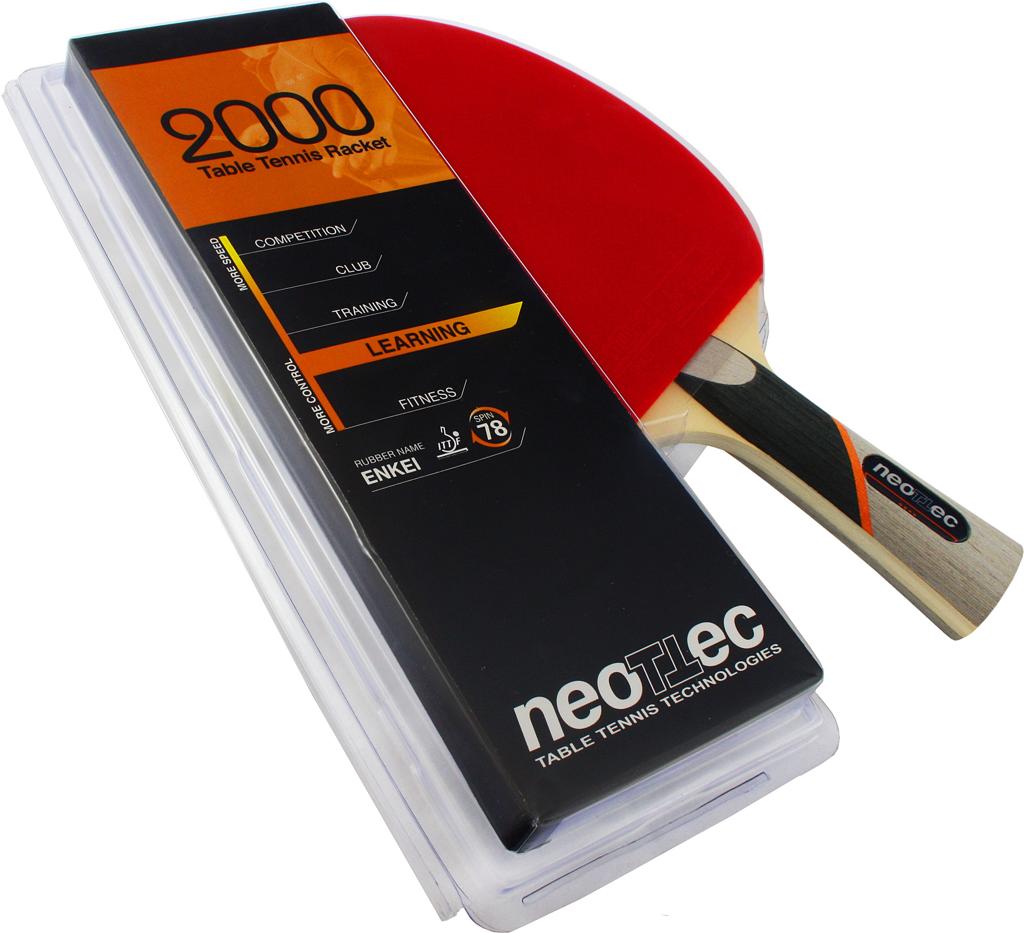 2000
Table Tennis Racket
MORE SPEED
COMPETITION
CLUB
TRAINING
LEARNING
MORE CONTROL
FITNESS
RUBBER NAME
ENKEI
ITTF
SPIN
78
neoTTec
TABLE TENNIS TECHNOLOGIES
neoTTec